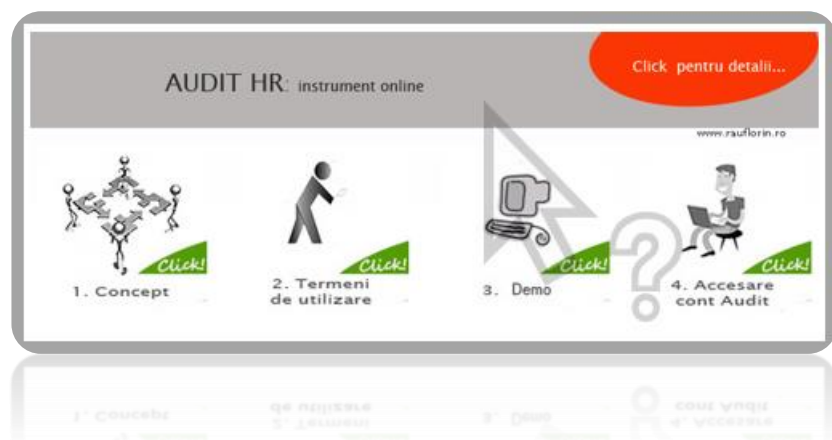 AUDIT HR: instrument online
Click pentru detalii...
www.rauflorin.ro
Click!
Click!
Click!
Click!
1. Concept
2. Termeni
de utilizare
3. Demo
4. Accesare
cont Audit